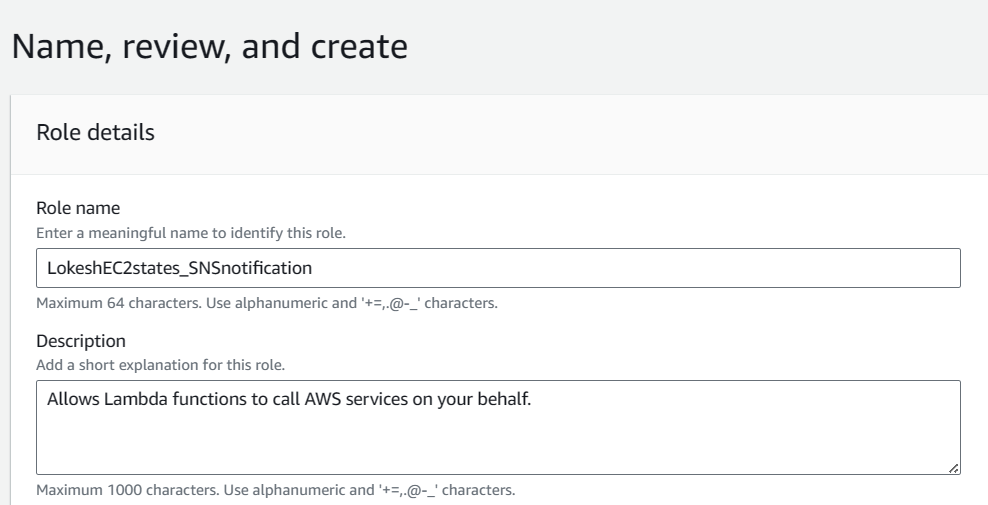 Name, review, and create
Role details
Role name
Enter a meaningful name to identify this role.
LokeshEC2states_SNSnotification
Maximum 64 characters. Use alphanumeric and '+=,.@-_' characters.
Description
Add a short explanation for this role.
Allows Lambda functions to call AWS services on your behalf.
Maximum 1000 characters. Use alphanumeric and '+=,.@-_' characters.